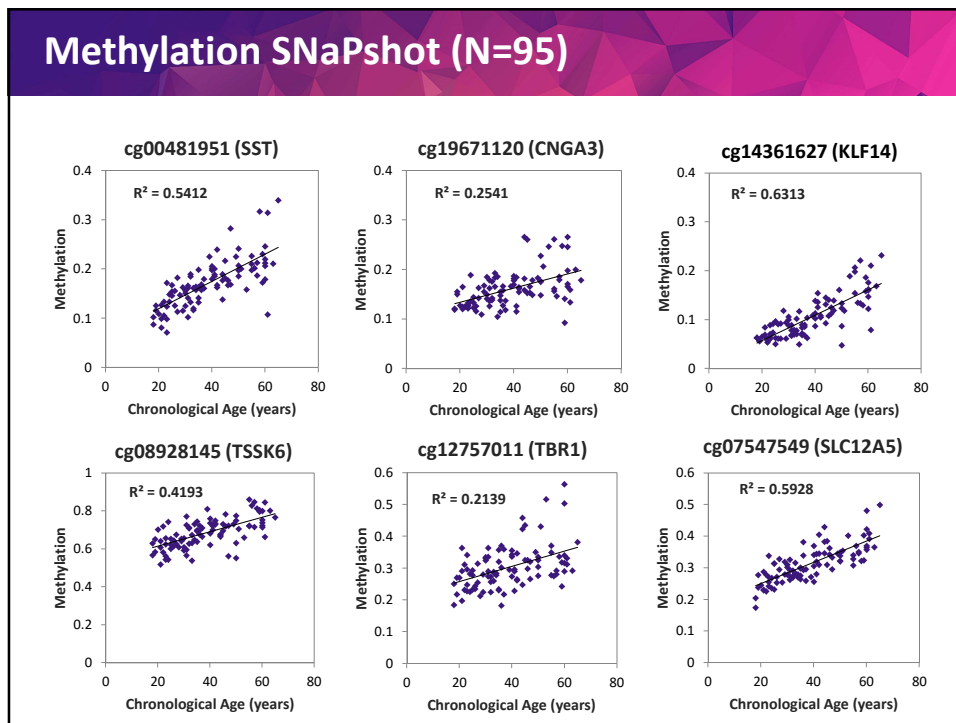 Methylation SNaPshot (N=95)
cg00481951 (SST)
R² = 0.5412
0.4
0.3
0.2
0.1
0
Methylation
0 20 40 60 80
Chronological Age (years)
cg19671120 (CNGA3)
R² = 0.2541
0.4
0.3
0.2
0.1
0
Methylation
0 20 40 60 80
Chronological Age (years)
cg14361627 (KLF14)
R² = 0.6313
0.4
0.3
0.2
0.1
0
Methylation
0 20 40 60 80
Chronological Age (years)
cg08928145 (TSSK6)
R² = 0.4193
1
0.8
0.6
0.4
0.2
0
Methylation
0 20 40 60 80
Chronological Age (years)
cg12757011 (TBR1)
R² = 0.2139
0.6
0.5
0.4
0.3
0.2
0.1
0
Methylation
0 20 40 60 80
Chronological Age (years)
cg07547549 (SLC12A5)
R² = 0.5928
0.6
0.5
0.4
0.3
0.2
0.1
0
Methylation
0 20 40 60 80
Chronological Age (years)